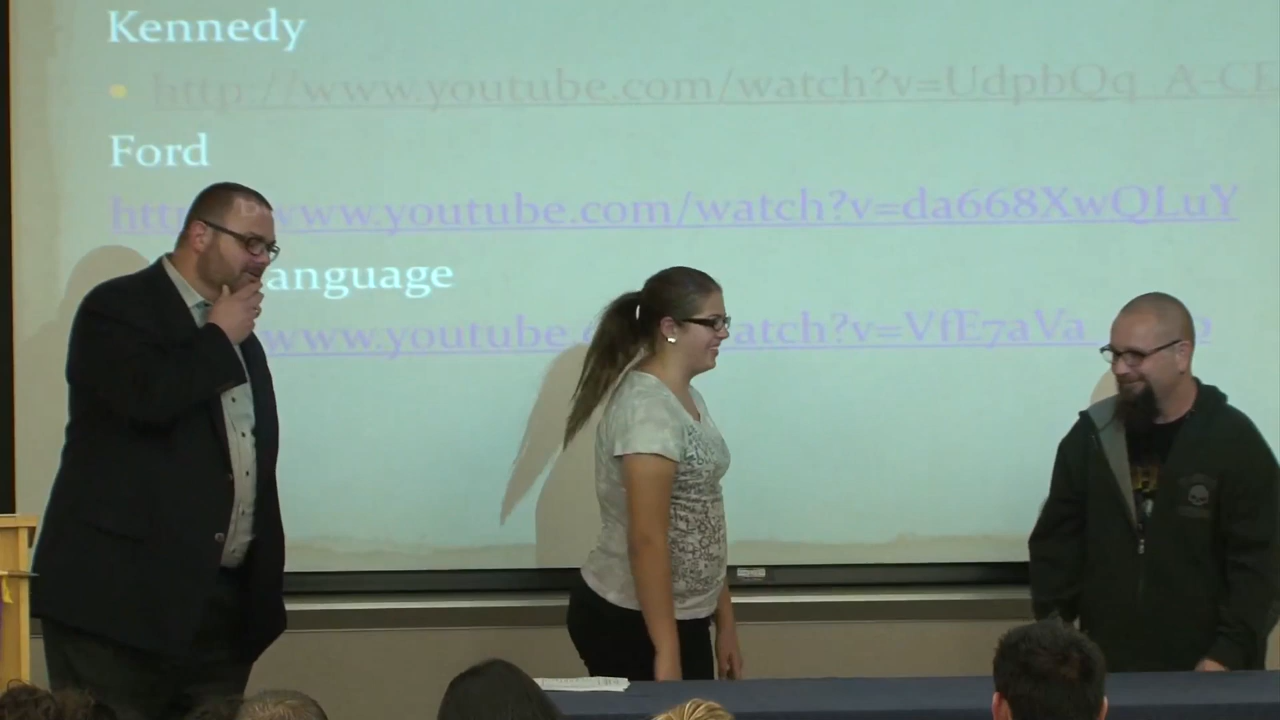 Kennedy
• http://www.youtube.com/watch?v=UdpbQq_A-CE
Ford
http://www.youtube.com/watch?v=da668XwQLuY
anguage
www.youtube. atch?v=VfE7aVa